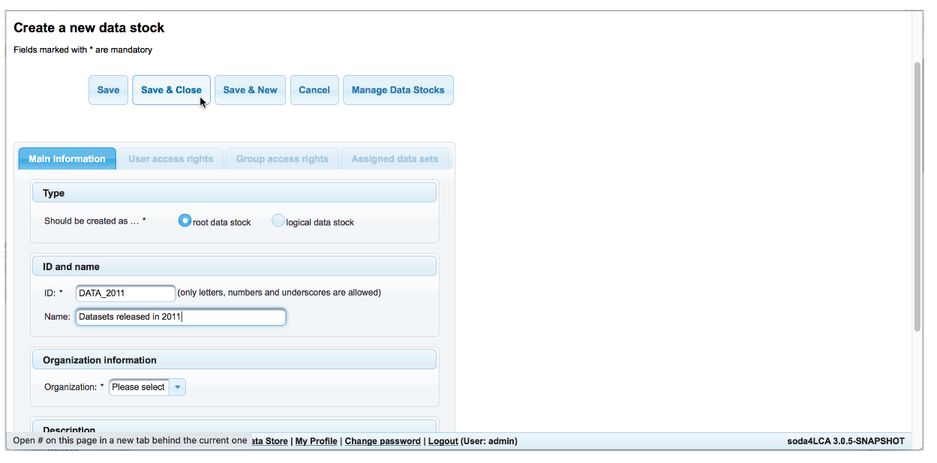 Create a new data stock
Fields marked with * are mandatory
Save Save & Close Save & New Cancel Manage Data Stocks
Main Information User access rights Group access rights Assigned data sets
Type
Should be created as ... * root data stock logical data stock
ID and name
ID: * DATA_2011 (only letters, numbers and underscores are allowed)
Name: Datasets released in 2011
Organization information
Organization: * Please select
Description
Open # on this page in a new tab behind the current one ata Store | My Profile | Change password | Logout (User: admin) soda4LCA 3.0.5-SNAPSHOT